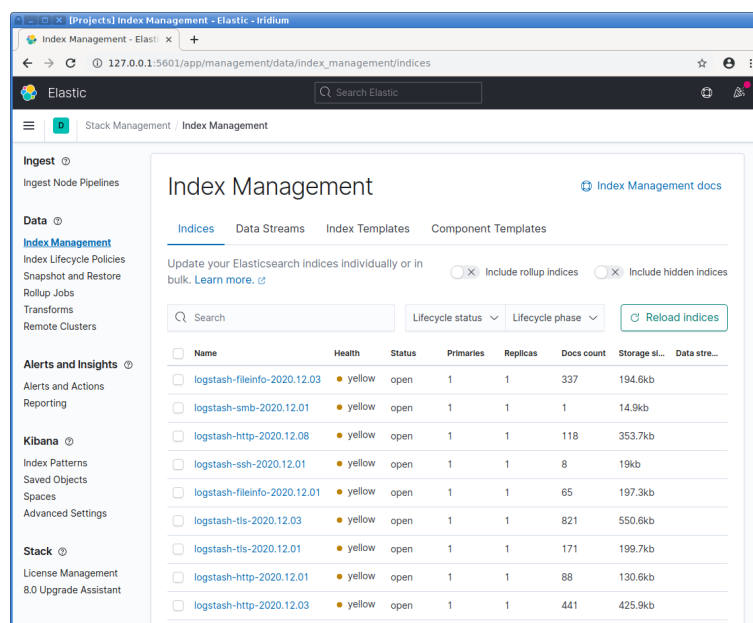 [Projects] Index Management - Elastic - Iridium
Index Management - Elasti
127.0.0.1:5601/app/management/data/index_management/indices
Elastic
Search Elastic
D
Stack Management / Index Management
Ingest
Ingest Node Pipelines
Data
Index Management
Index Lifecycle Policies
Snapshot and Restore
Rollup Jobs
Transforms
Remote Clusters
Alerts and Insights
Alerts and Actions
Reporting
Kibana
Index Patterns
Saved Objects
Spaces
Advanced Settings
Stack
License Management
8.0 Upgrade Assistant
Index Management
Index Management docs
Indices Data Streams Index Templates Component Templates
Update your Elasticsearch indices individually or in
bulk. Learn more.
Include rollup indices
Include hidden indices
Search
Lifecycle status
Lifecycle phase
Reload indices
Name Health Status Primaries Replicas Docs count Storage si... Data stre...
logstash-fileinfo-2020.12.03 yellow open 1 1 337 194.6kb
logstash-smb-2020.12.01 yellow open 1 1 1 14.9kb
logstash-http-2020.12.08 yellow open 1 1 118 353.7kb
logstash-ssh-2020.12.01 yellow open 1 1 8 19kb
logstash-fileinfo-2020.12.01 yellow open 1 1 65 197.3kb
logstash-tls-2020.12.03 yellow open 1 1 821 550.6kb
logstash-tls-2020.12.01 yellow open 1 1 171 199.7kb
logstash-http-2020.12.01 yellow open 1 1 88 130.6kb
logstash-http-2020.12.03 yellow open 1 1 441 425.9kb